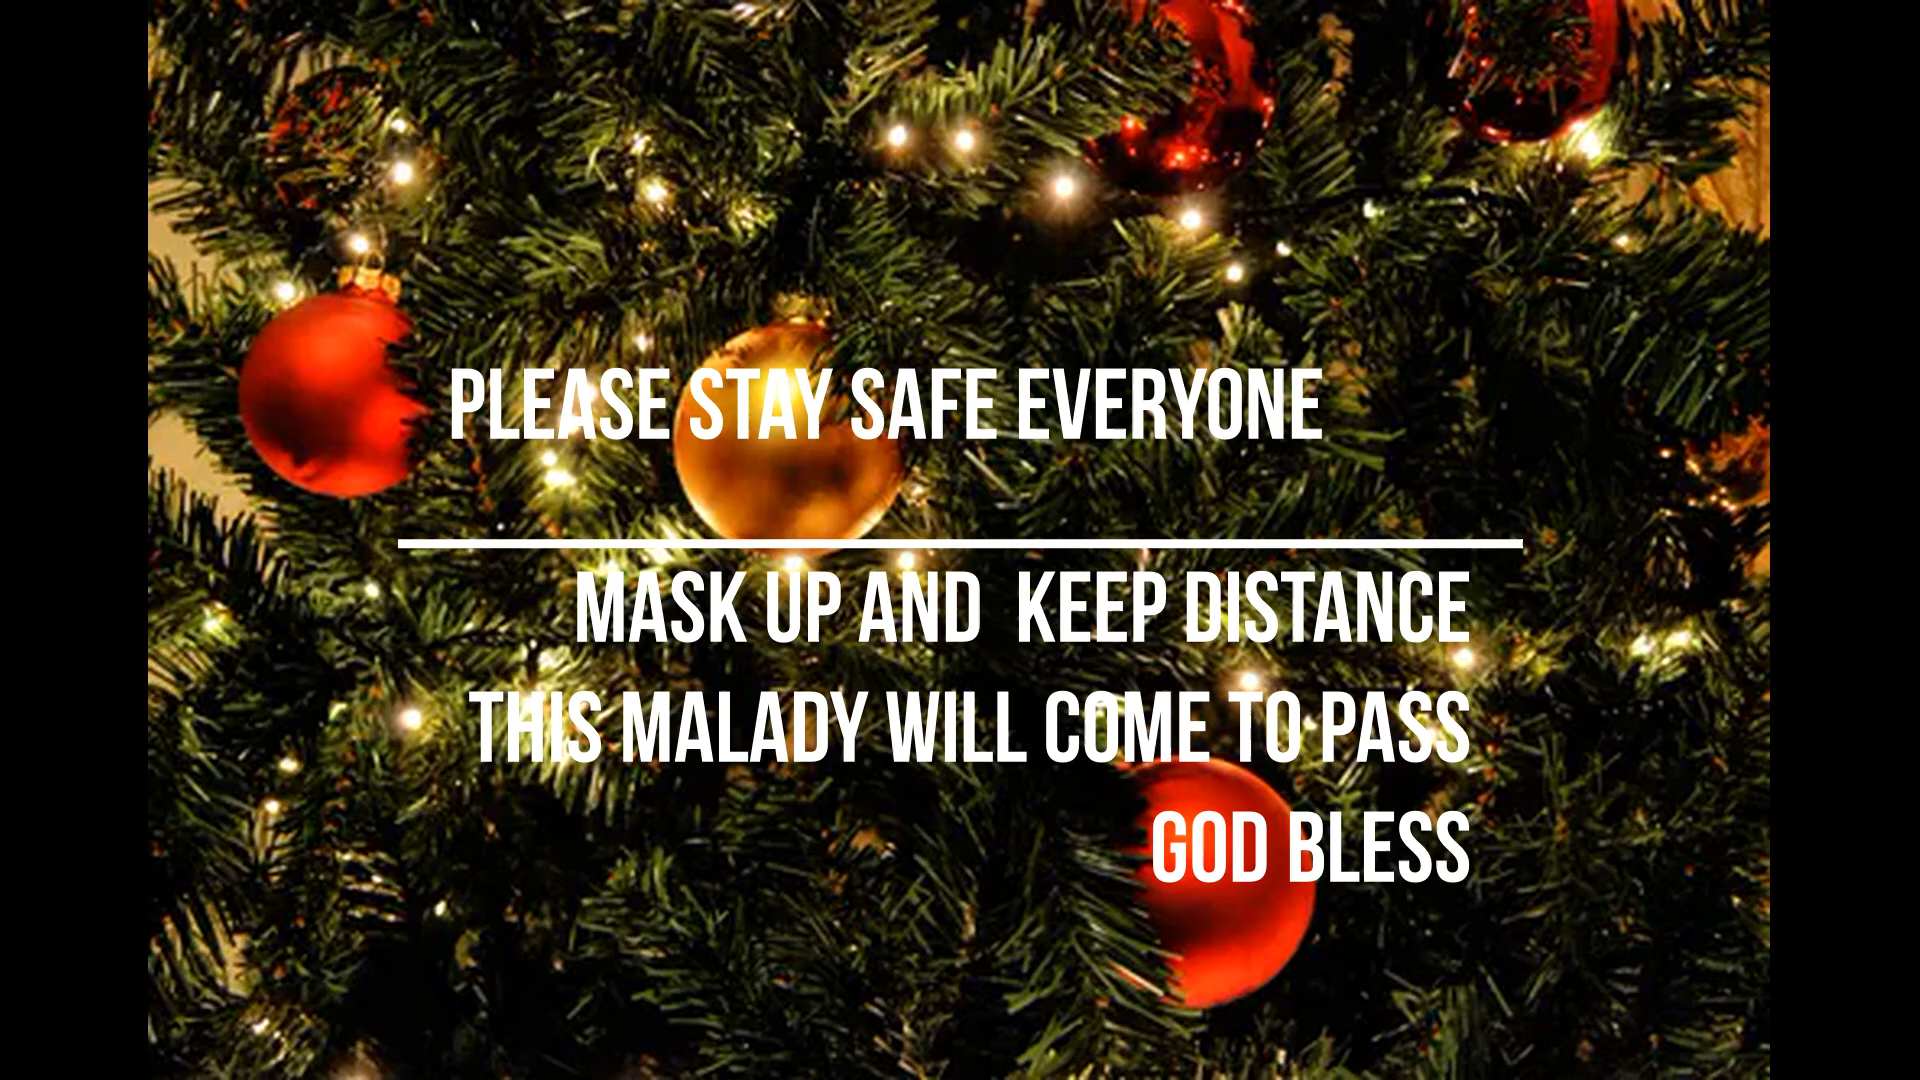 PLEASE STAY SAFE EVERYONE
MASK UP AND  KEEP DISTANCE
THIS MALADY WILL COME TO PASS
GOD BLESS